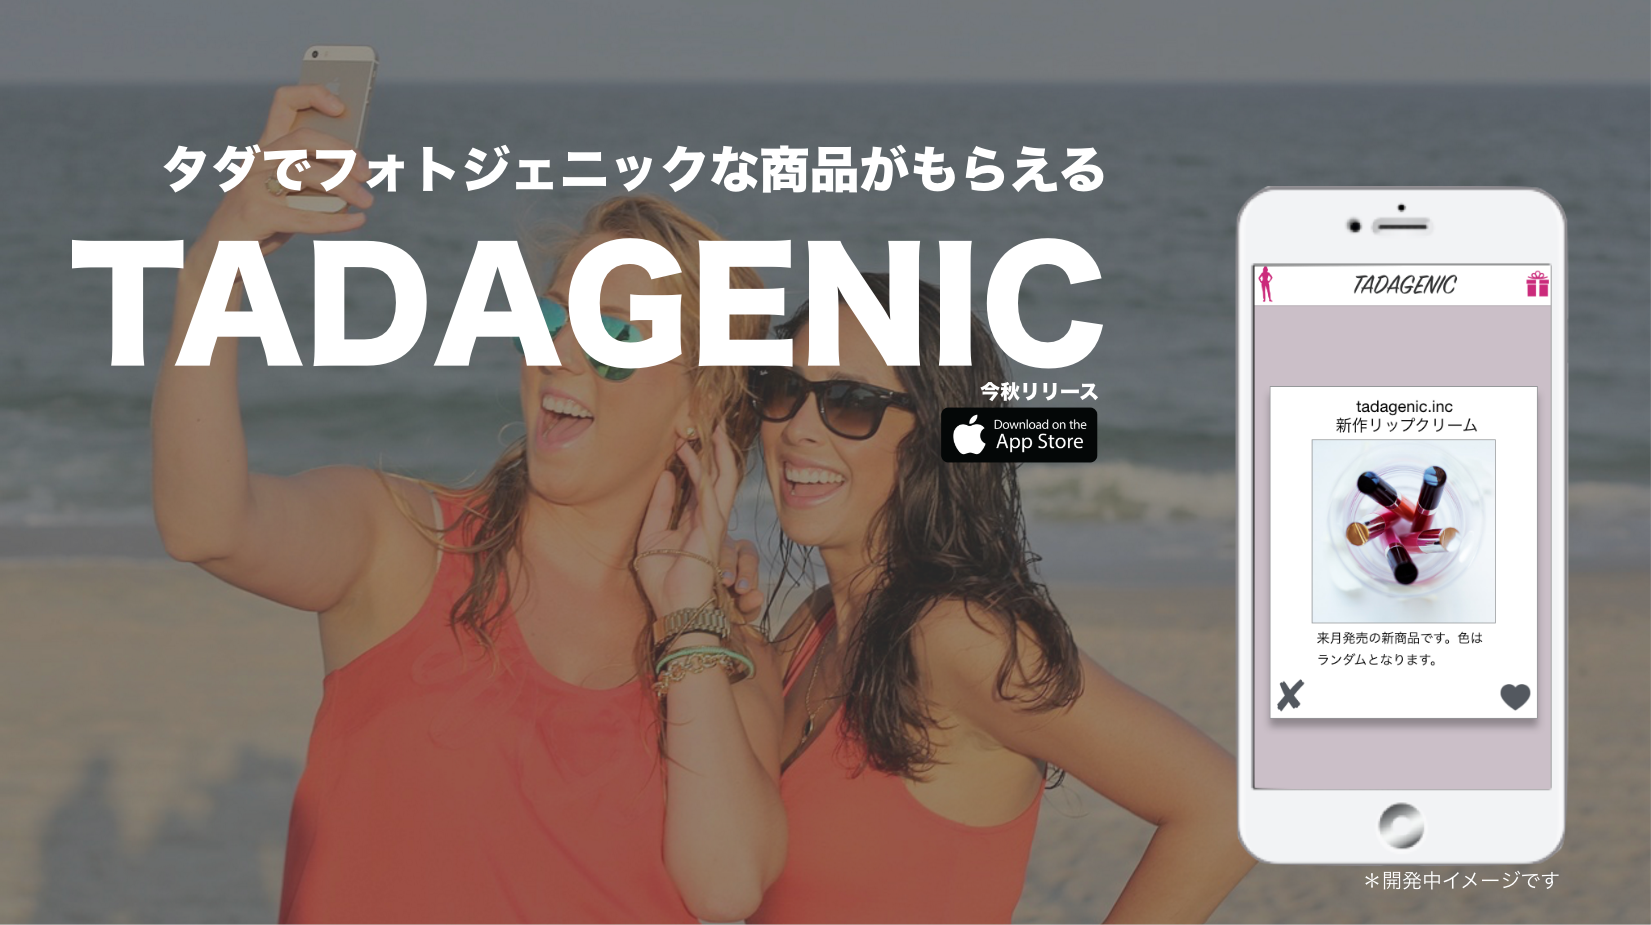 タダでフォトジェニックな商品がもらえる
TADAGENIC
今秋リリース
Download on the
App Store
TADAGENIC
tadagenic.inc
新作リップクリーム
来月発売の新商品です。色は
ランダムとなります。
＊開発中イメージです